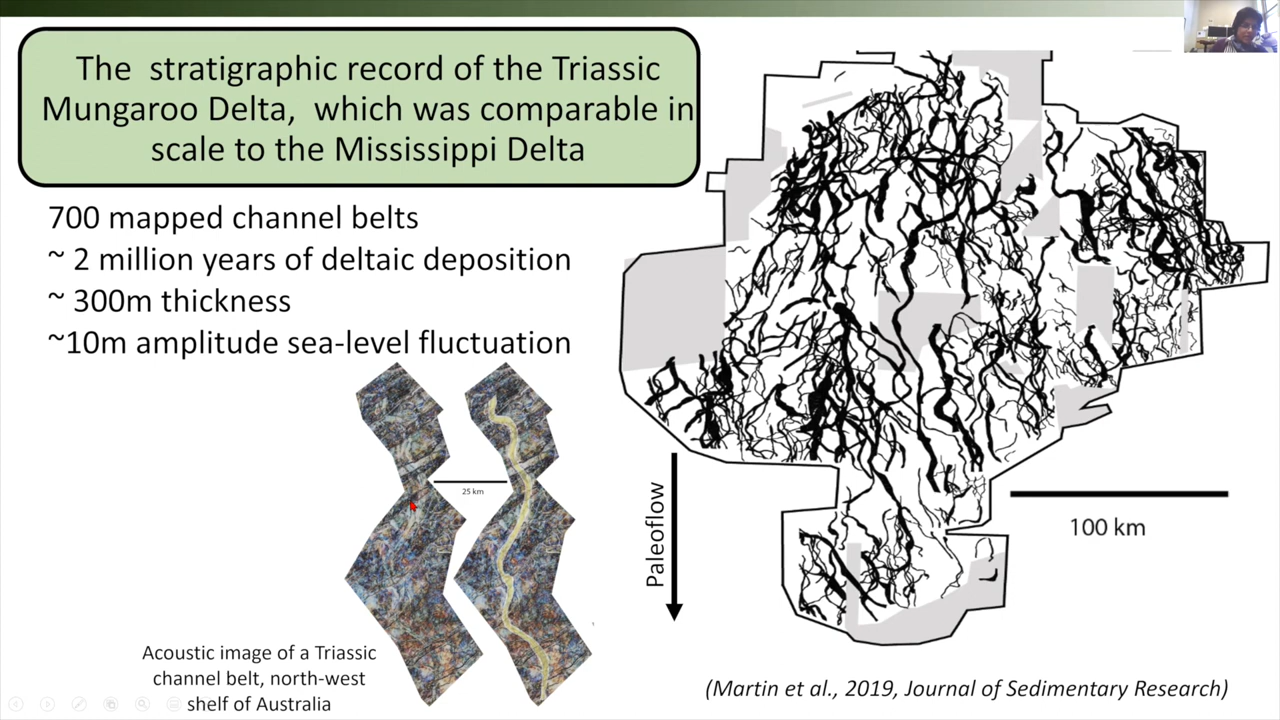 The stratigraphic record of the Triassic
Mungaroo Delta, which was comparable in
scale to the Mississippi Delta
700 mapped channel belts
~ 2 million years of deltaic deposition
~ 300m thickness
~10m amplitude sea-level fluctuation
25 km
Acoustic image of a Triassic
channel belt, north-west
shelf of Australia
Paleoflow
100 km
(Martin et al., 2019, Journal of Sedimentary Research)